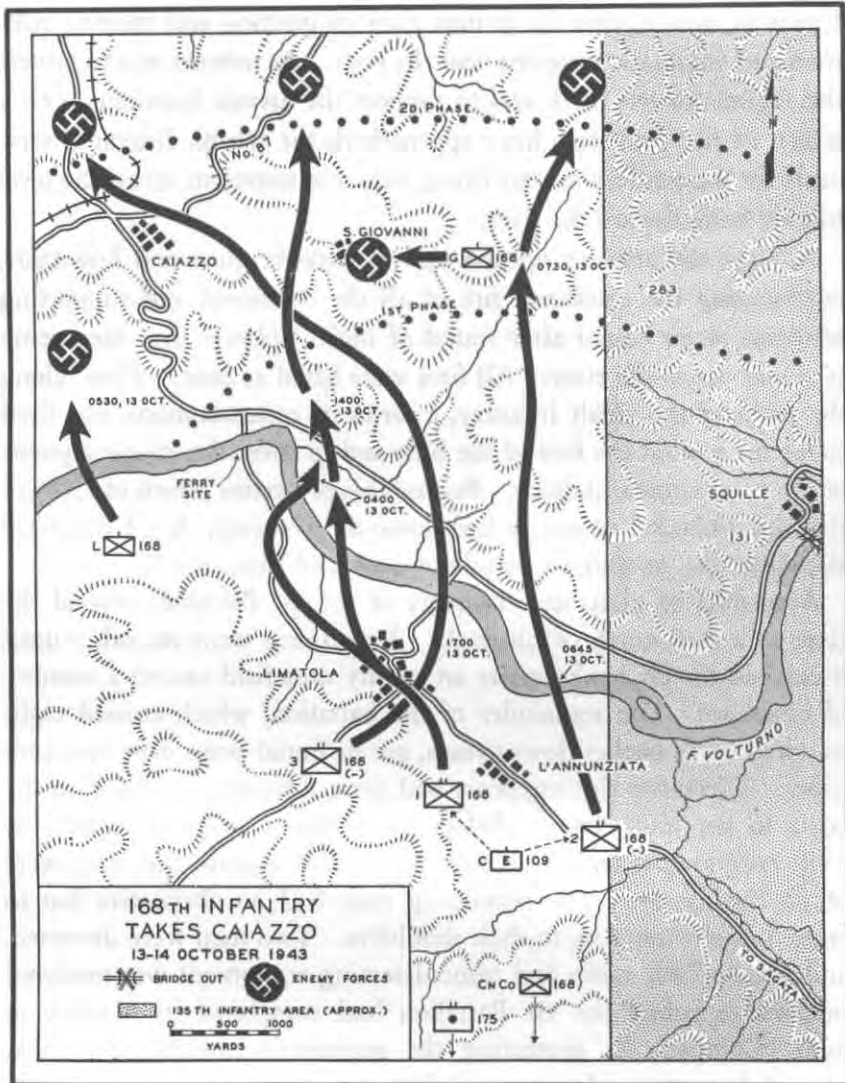 2D. PHASE
NO. 9
S. GIOVANNI
CAIAZZO
G 168
0730, 13 OCT.
283
1ST. PHASE
0530, 13 OCT.
1400
13 OCT.
FERRY
SITE
0400
13 OCT.
SQUILLE
131
L 168
1700
13 OCT.
0645
13 OCT.
LIMATOLA
F. VOLTURNO
L'ANNUNZIATA
3 168
(-)
1 168
2 168
(-)
C E 109
168TH INFANTRY
TAKES CAIAZZO
13-14 OCTOBER 1943
BRIDGE OUT
ENEMY FORCES
135TH INFANTRY AREA (APPROX.)
500 0 1000
YARDS
CN CO 168
175
TO SAGATA